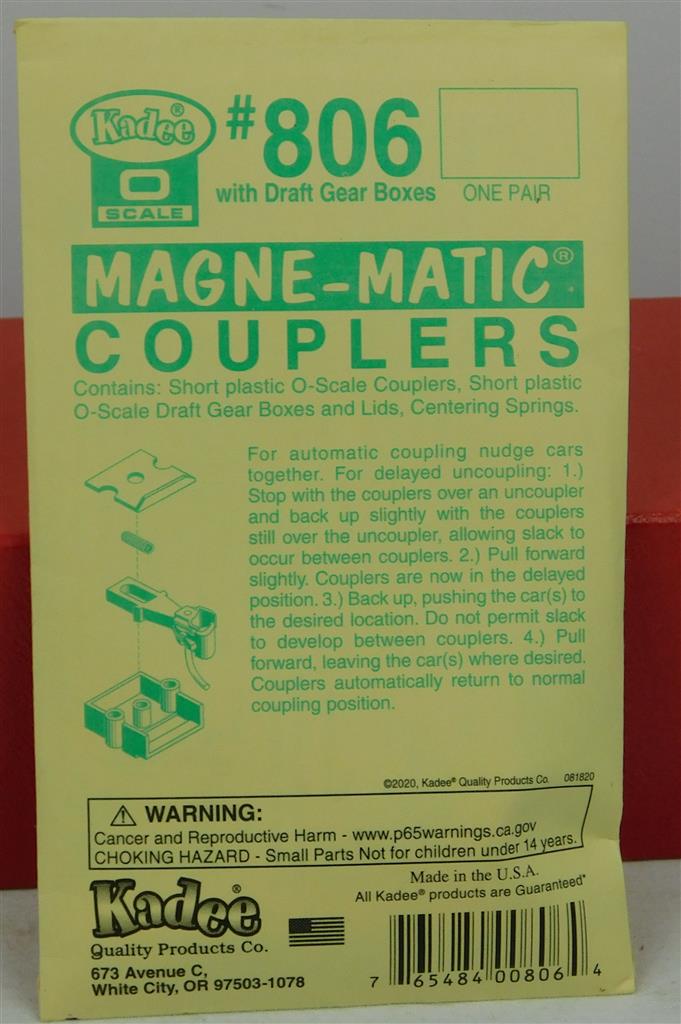 Kadee®
O
SCALE
#806
with Draft Gear Boxes
ONE PAIR
MAGNE-MATIC®
COUPLERS
Contains: Short plastic O-Scale Couplers, Short plastic
O-Scale Draft Gear Boxes and Lids, Centering Springs.
For automatic coupling nudge cars
together. For delayed uncoupling: 1.)
Stop with the couplers over an uncoupler
and back up slightly with the couplers
still over the uncoupler, allowing slack to
occur between couplers. 2.) Pull forward
slightly. Couplers are now in the delayed
position. 3.) Back up, pushing the car(s) to
the desired location. Do not permit slack
to develop between couplers. 4.) Pull
forward, leaving the car(s) where desired.
Couplers automatically return to normal
coupling position.
©2020, Kadee® Quality Products Co. 081820
⚠ WARNING:
Cancer and Reproductive Harm - www.p65warnings.ca.gov
CHOKING HAZARD - Small Parts Not for children under 14 years.
Kadee®
Quality Products Co.
673 Avenue C,
White City, OR 97503-1078
Made in the U.S.A.
All Kadee® products are Guaranteed*
7 65484 00806 4